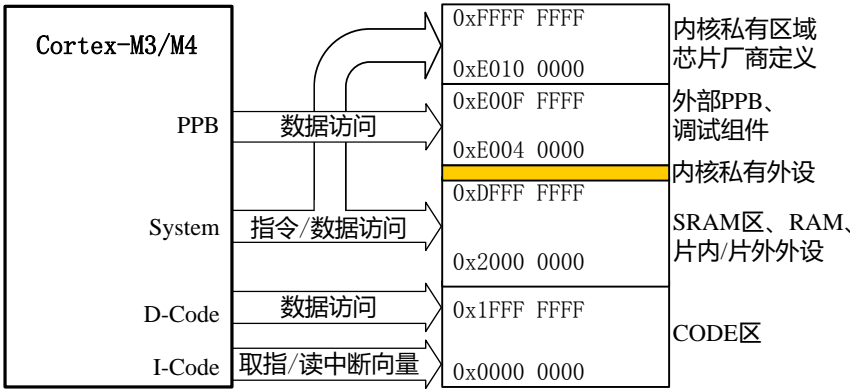 Cortex-M3/M4
PPB
System
D-Code
I-Code
数据访问
指令/数据访问
数据访问
取指/读中断向量
0xFFFF FFFF
0xE010 0000
0xE00F FFFF
0xE004 0000
0xDFFF FFFF
0x2000 0000
0x1FFF FFFF
0x0000 0000
内核私有区域
芯片厂商定义
外部PPB、
调试组件
内核私有外设
SRAM区、RAM、
片内/片外外设
CODE区